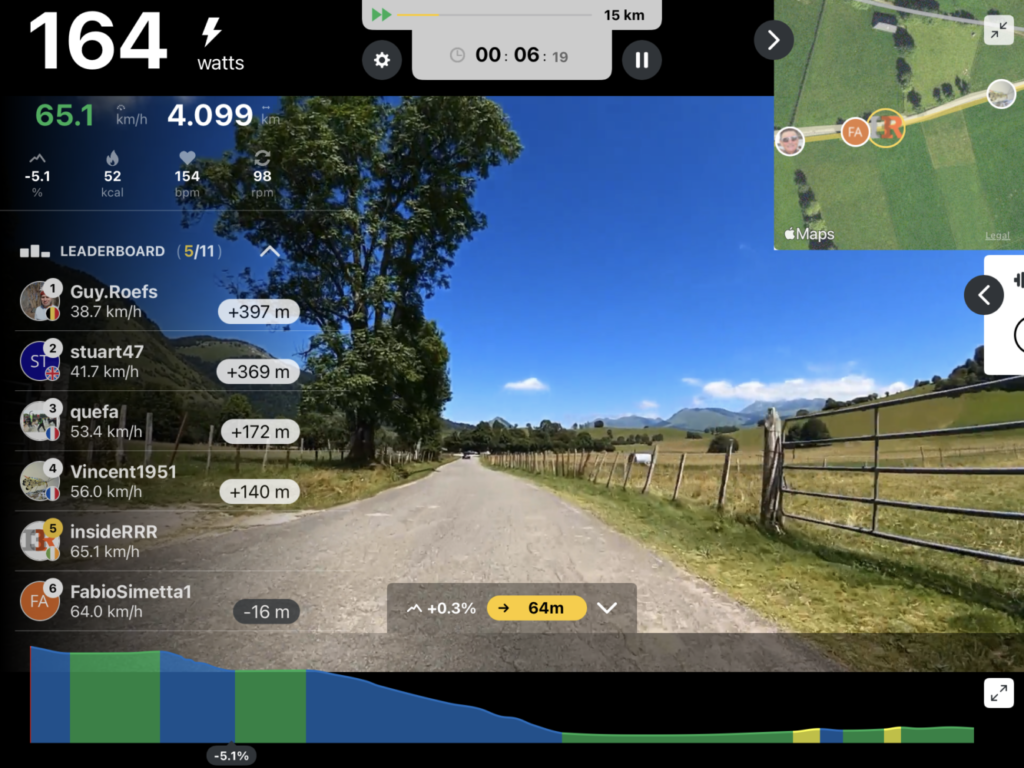 164 watts
15 km
00: 06: 19
65.1 km/h 4.099 km
-5.1 52 154 98
% kcal bpm rpm
LEADERBOARD (5/11)
1 Guy.Roefs
38.7 km/h +397 m
ST 2 stuart47
41.7 km/h +369 m
3 quefa
53.4 km/h +172 m
4 Vincent1951
56.0 km/h +140 m
5 insideRRR
65.1 km/h
FA 6 FabioSimetta1
64.0 km/h -16 m
FA
Maps Legal
+0.3% 64m
-5.1%